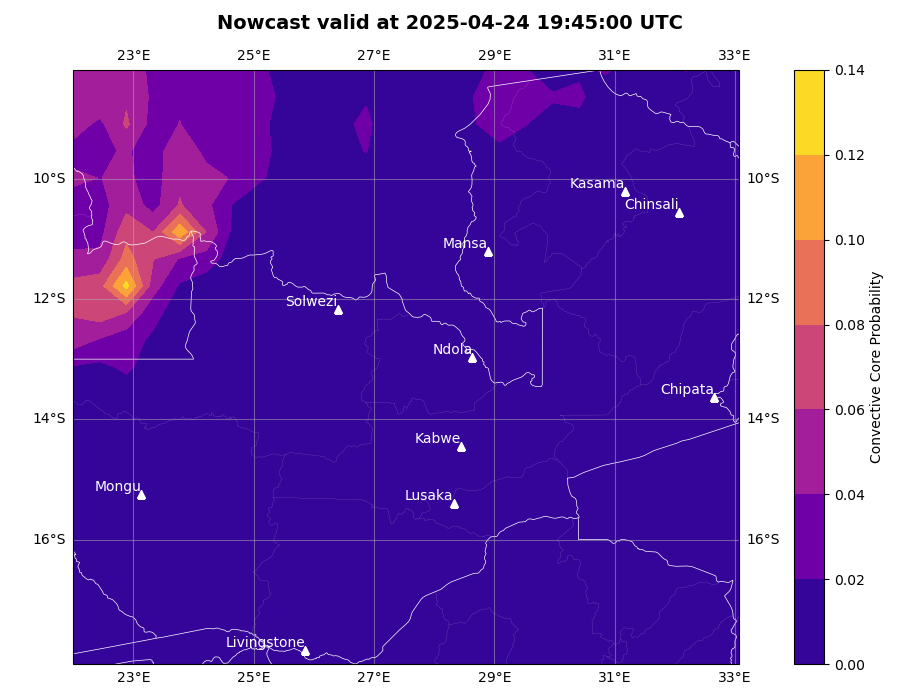 Nowcast valid at 2025-04-24 19:45:00 UTC
23°E 25°E 27°E 29°E 31°E 33°E
0.14
0.12
10°S 10°S
Kasama
Chinsali
0.10
Mansa
12°S 12°S
Solwezi
0.08
Ndola
Chipata
0.06
14°S 14°S
Kabwe
Mongu
Lusaka
0.04
16°S 16°S
0.02
Livingstone
0.00
23°E 25°E 27°E 29°E 31°E 33°E
Convective Core Probability